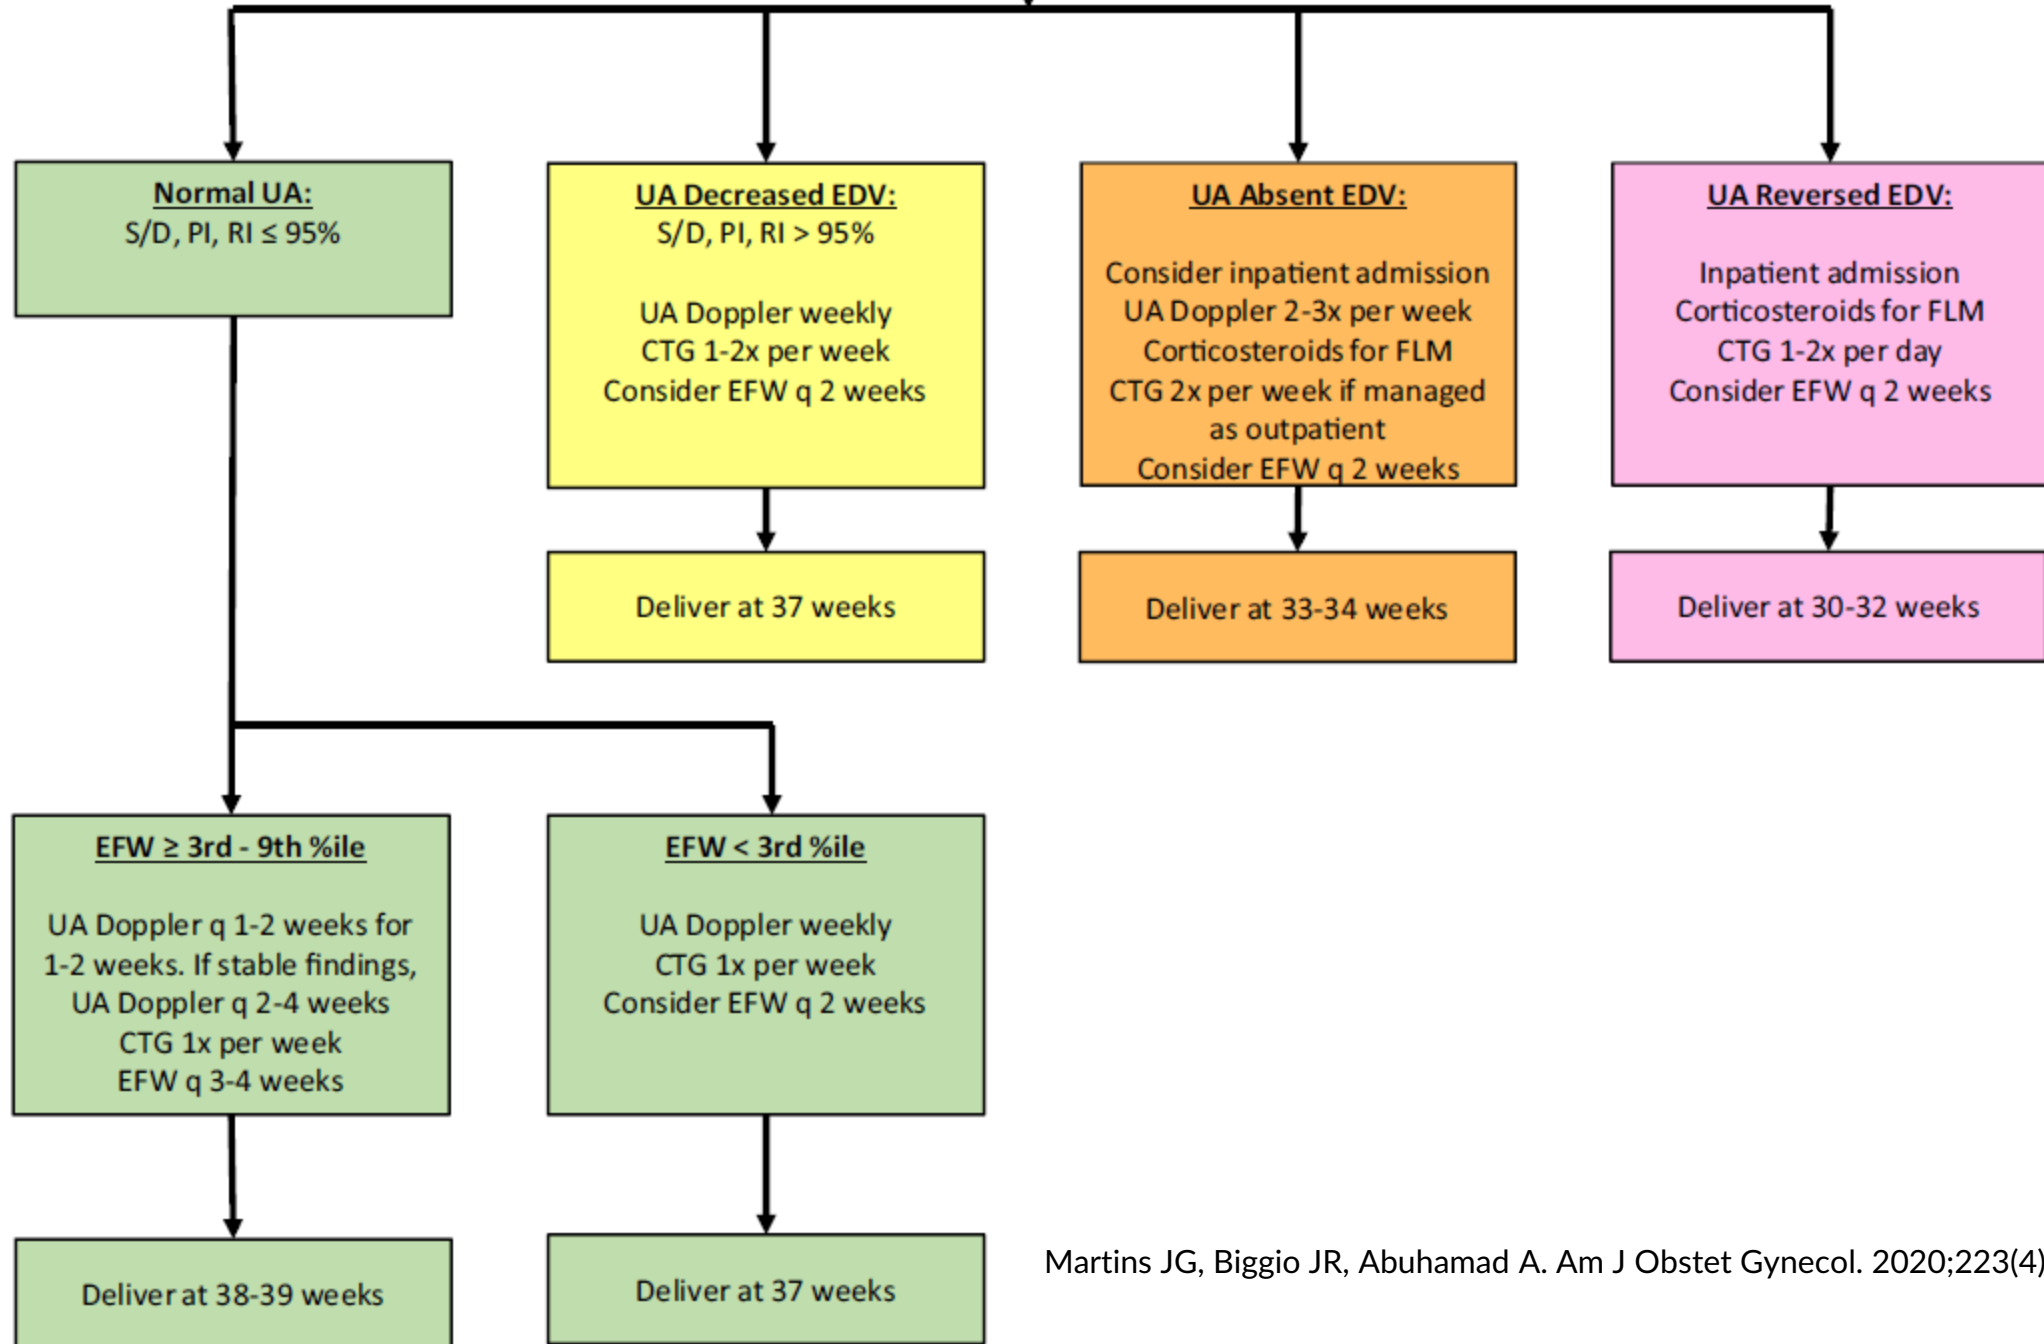 Normal UA:
S/D, PI, RI ≤ 95%
UA Decreased EDV:
S/D, PI, RI > 95%
UA Doppler weekly
CTG 1-2x per week
Consider EFW q 2 weeks
UA Absent EDV:
Consider inpatient admission
UA Doppler 2-3x per week
Corticosteroids for FLM
CTG 2x per week if managed
as outpatient
Consider EFW q 2 weeks
UA Reversed EDV:
Inpatient admission
Corticosteroids for FLM
CTG 1-2x per day
Consider EFW q 2 weeks
Deliver at 37 weeks
Deliver at 33-34 weeks
Deliver at 30-32 weeks
EFW ≥ 3rd - 9th %ile
UA Doppler q 1-2 weeks for
1-2 weeks. If stable findings,
UA Doppler q 2-4 weeks
CTG 1x per week
EFW q 3-4 weeks
EFW < 3rd %ile
UA Doppler weekly
CTG 1x per week
Consider EFW q 2 weeks
Deliver at 38-39 weeks
Deliver at 37 weeks
Martins JG, Biggio JR, Abuhamad A. Am J Obstet Gynecol. 2020;223(4)